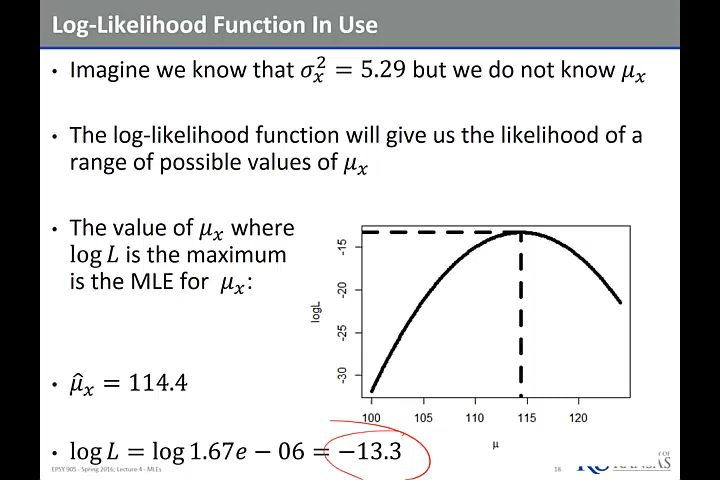 Log-Likelihood Function In Use
• Imagine we know that σₓ² = 5.29 but we do not know μₓ
• The log-likelihood function will give us the likelihood of a
range of possible values of μₓ
• The value of μₓ where
log L is the maximum
is the MLE for μₓ:
• μ̂ₓ = 114.4
• log L = log 1.67e − 06 = −13.3
logL
-15
-20
-25
-30
100 105 110 115 120
μ
EPSY 905 - Spring 2016; Lecture 4 - MLEs
18